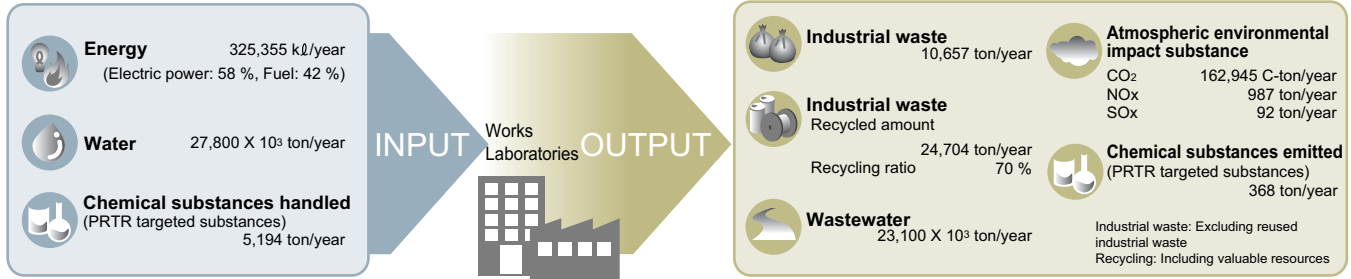 Energy 325,355 kℓ/year
(Electric power: 58 %, Fuel: 42 %)
Water 27,800 X 10³ ton/year
Chemical substances handled
(PRTR targeted substances)
5,194 ton/year
INPUT
Works
Laboratories
OUTPUT
Industrial waste
10,657 ton/year
Industrial waste
Recycled amount
24,704 ton/year
Recycling ratio 70 %
Wastewater
23,100 X 10³ ton/year
Atmospheric environmental
impact substance
CO₂ 162,945 C-ton/year
NOx 987 ton/year
SOx 92 ton/year
Chemical substances emitted
(PRTR targeted substances)
368 ton/year
Industrial waste: Excluding reused
industrial waste
Recycling: Including valuable resources